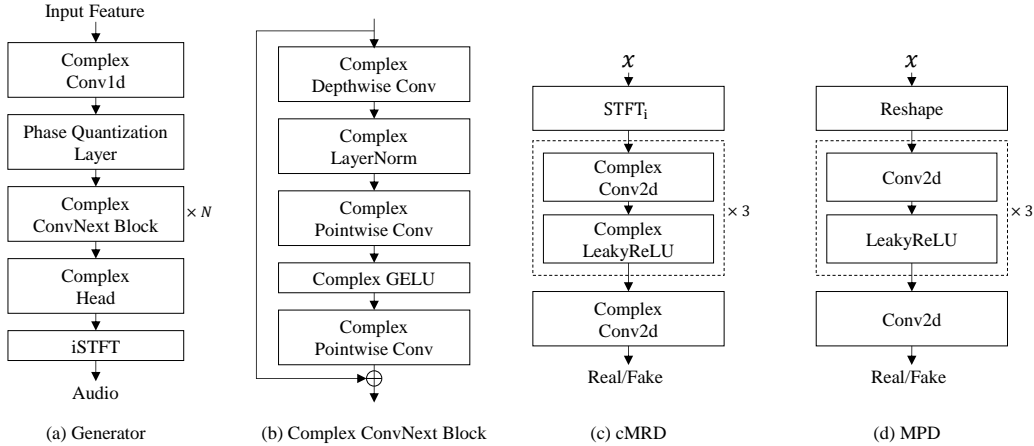 Input Feature
Complex
Conv1d
Phase Quantization
Layer
Complex
ConvNext Block
× N
Complex
Head
iSTFT
Audio
(a) Generator
Complex
Depthwise Conv
Complex
LayerNorm
Complex
Pointwise Conv
Complex GELU
Complex
Pointwise Conv
(b) Complex ConvNext Block
x
STFTi
Complex
Conv2d
Complex
LeakyReLU
× 3
Complex
Conv2d
Real/Fake
(c) cMRD
x
Reshape
Conv2d
LeakyReLU
× 3
Conv2d
Real/Fake
(d) MPD